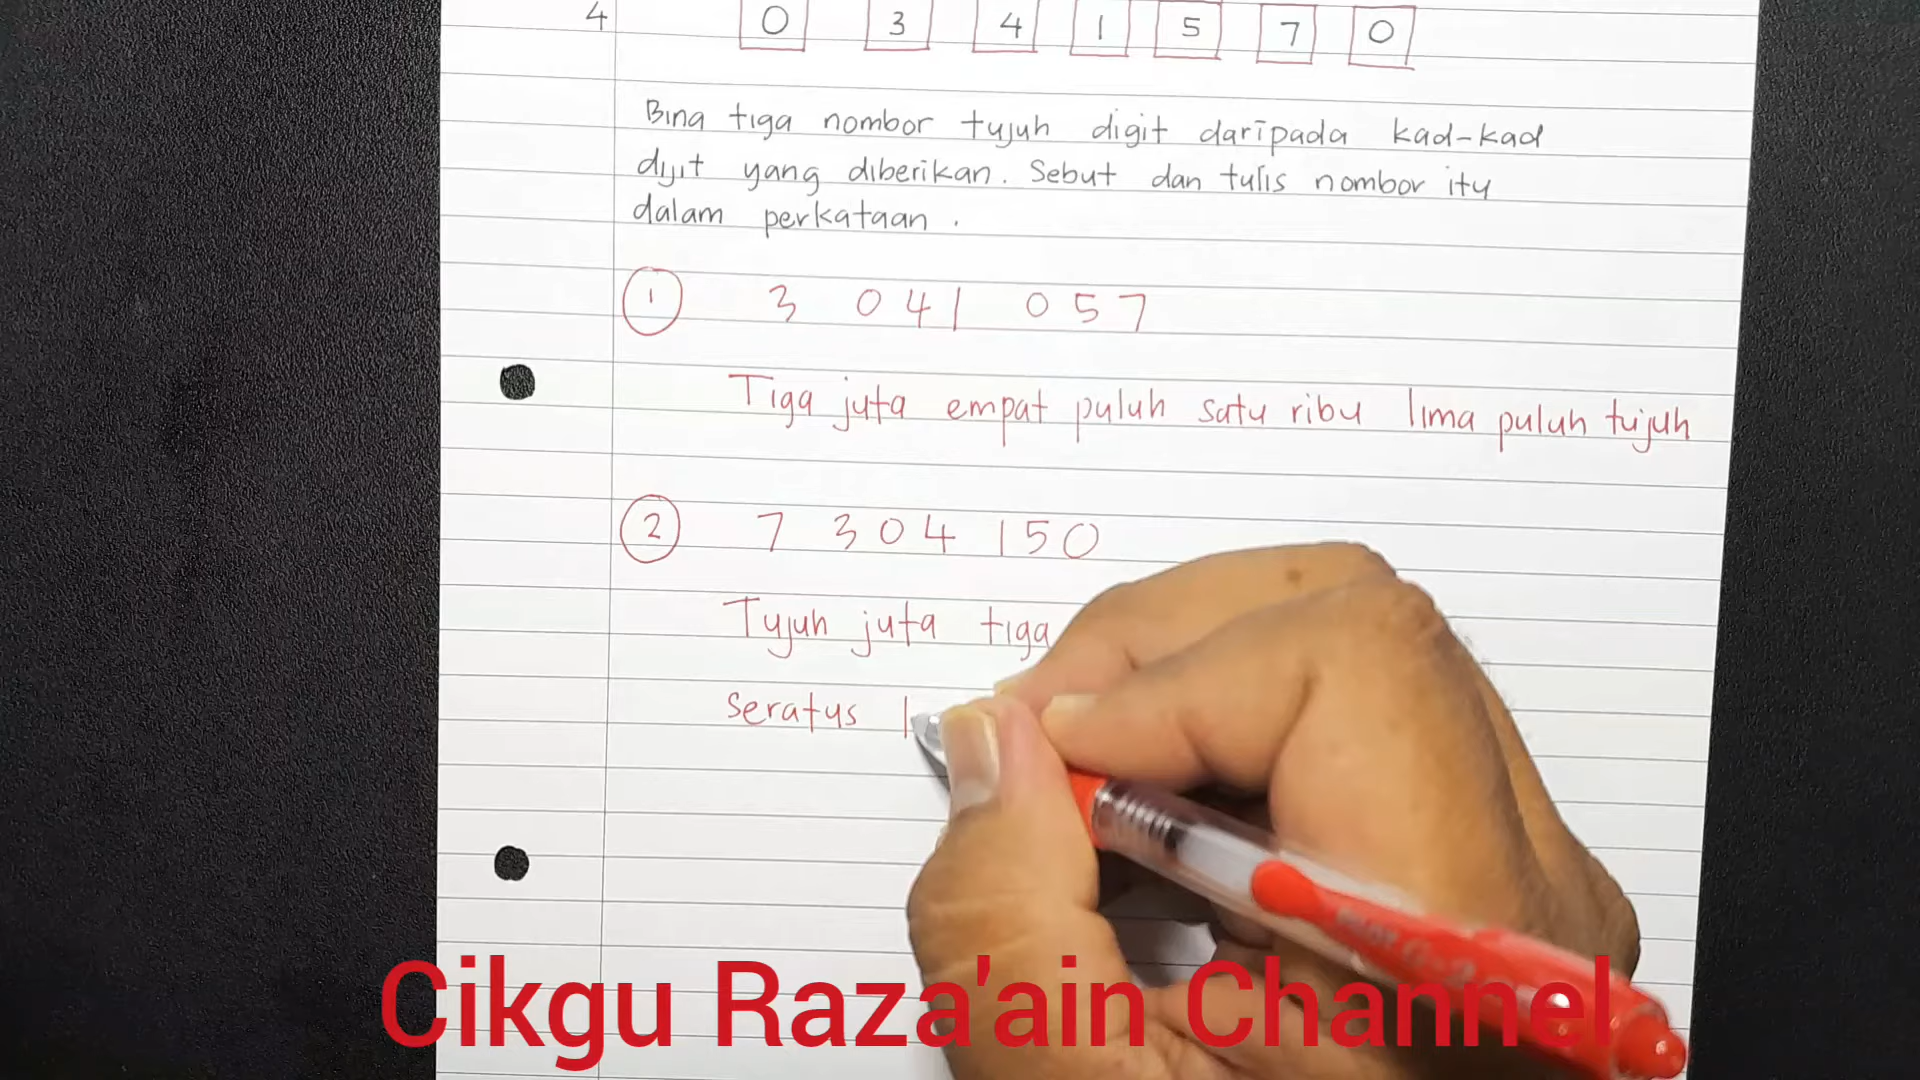 4 0 3 4 1 5 7 0
Bina tiga nombor tujuh digit daripada kad-kad
dijit yang diberikan. Sebut dan tulis nombor itu
dalam perkataan.
1 3 041 057
Tiga juta empat puluh satu ribu lima puluh tujuh
2 7 304 150
Tujuh juta tiga
seratus l
Cikgu Raza'ain Channel